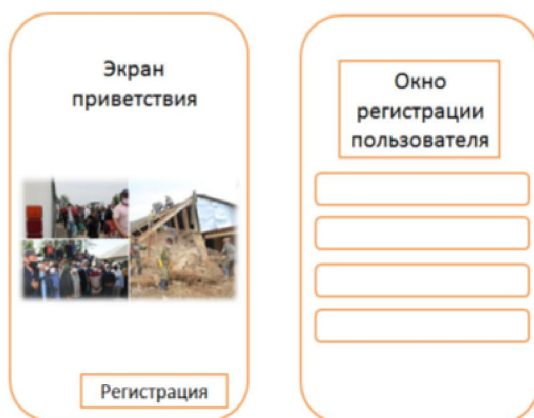 Экран
приветствия
Регистрация
Окно
регистрации
пользователя